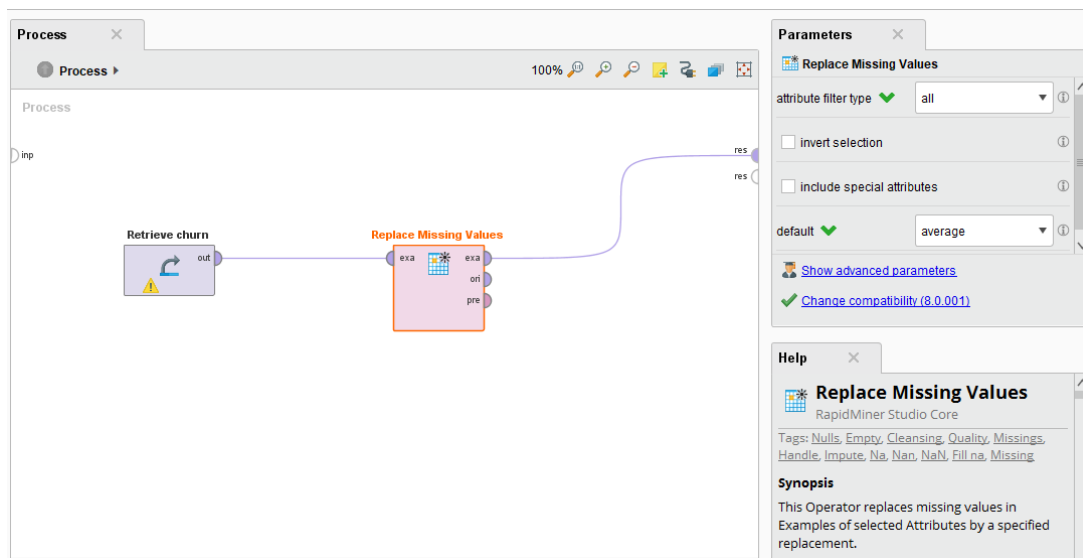 Process
Process
100%
Process
inp
res
res
Retrieve churn
out
Replace Missing Values
exa
exa
ori
pre
Parameters
Replace Missing Values
attribute filter type
all
invert selection
include special attributes
default
average
Show advanced parameters
Change compatibility (8.0.001)
Help
Replace Missing Values
RapidMiner Studio Core
Tags: Nulls, Empty, Cleansing, Quality, Missings,
Handle, Impute, Na, Nan, NaN, Fill na, Missing
Synopsis
This Operator replaces missing values in
Examples of selected Attributes by a specified
replacement.